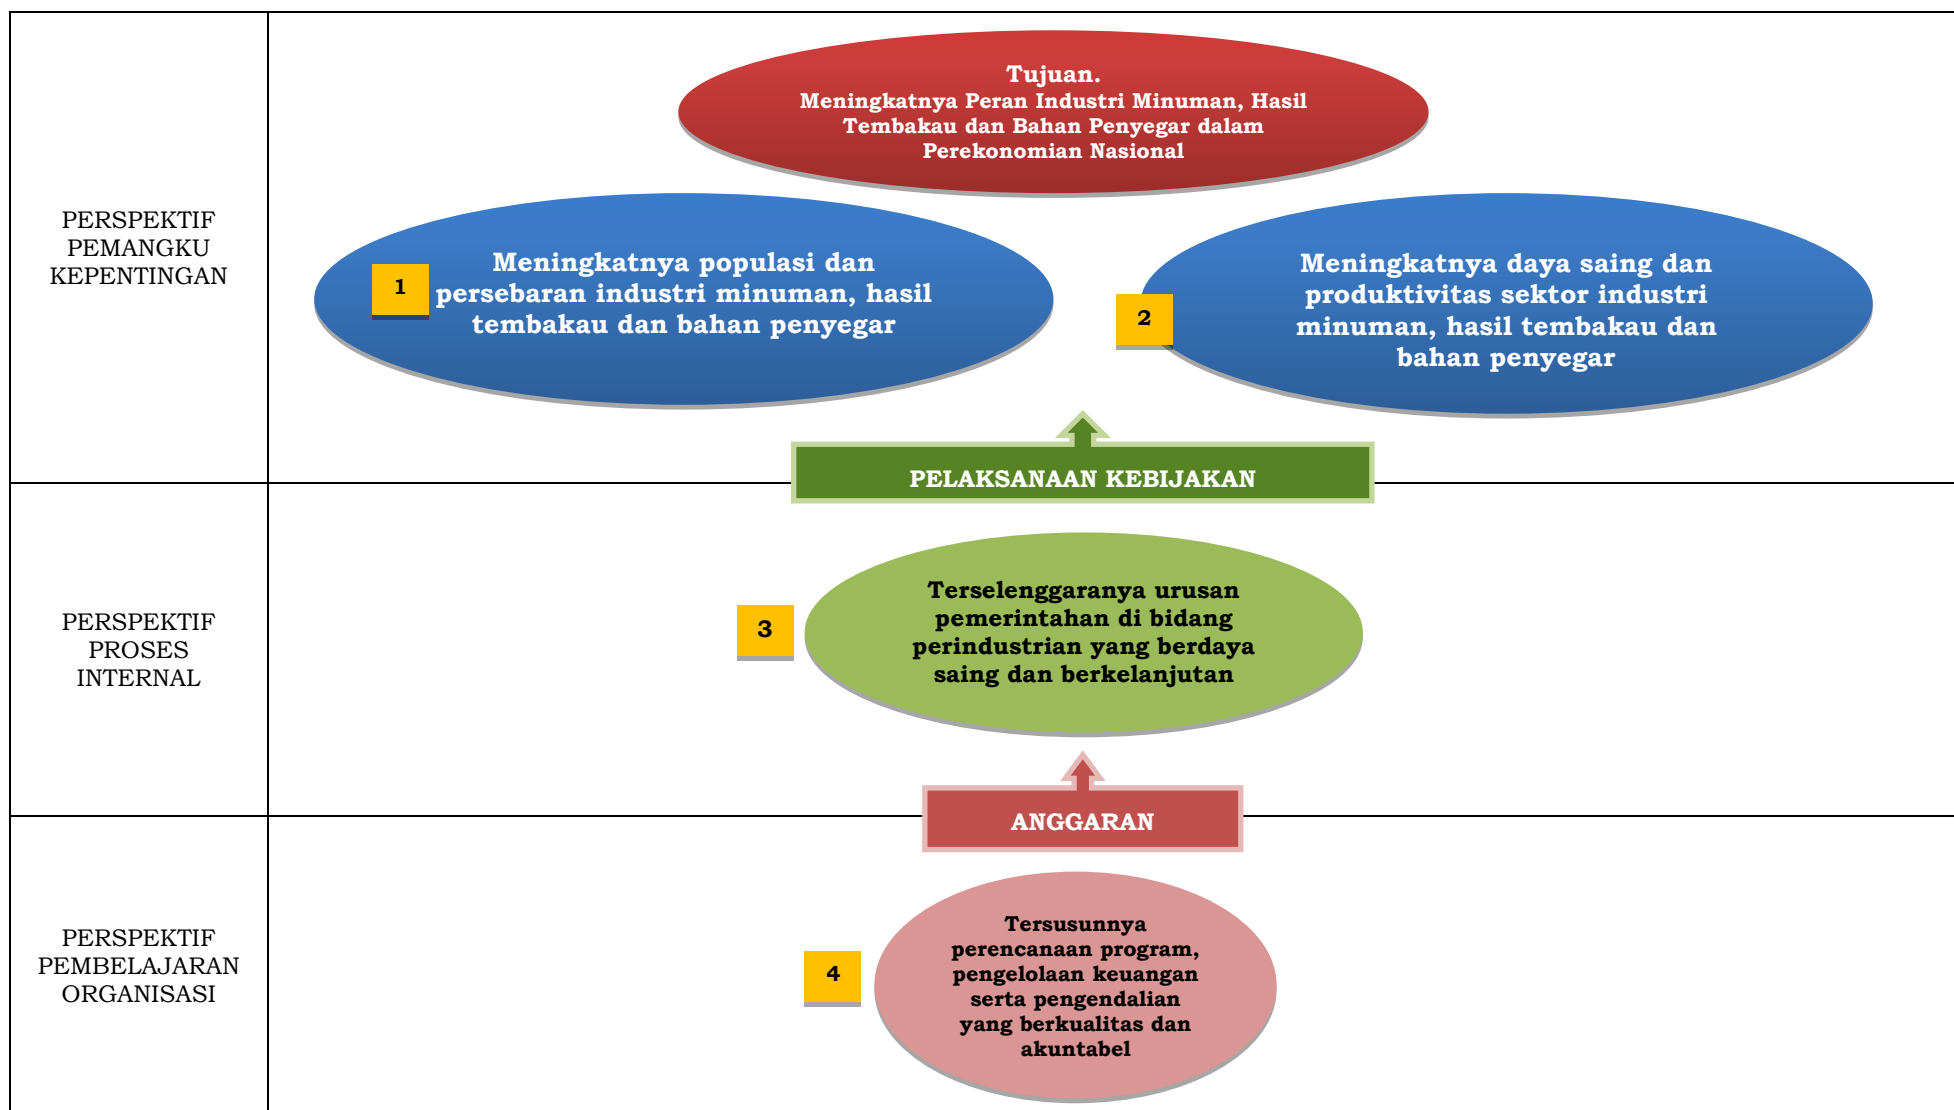 PERSPEKTIF
PEMANGKU
KEPENTINGAN
Tujuan.
Meningkatnya Peran Industri Minuman, Hasil
Tembakau dan Bahan Penyegar dalam
Perekonomian Nasional
1
Meningkatnya populasi dan
persebaran industri minuman, hasil
tembakau dan bahan penyegar
2
Meningkatnya daya saing dan
produktivitas sektor industri
minuman, hasil tembakau dan
bahan penyegar
PELAKSANAAN KEBIJAKAN
PERSPEKTIF
PROSES
INTERNAL
3
Terselenggaranya urusan
pemerintahan di bidang
perindustrian yang berdaya
saing dan berkelanjutan
ANGGARAN
PERSPEKTIF
PEMBELAJARAN
ORGANISASI
4
Tersusunnya
perencanaan program,
pengelolaan keuangan
serta pengendalian
yang berkualitas dan
akuntabel